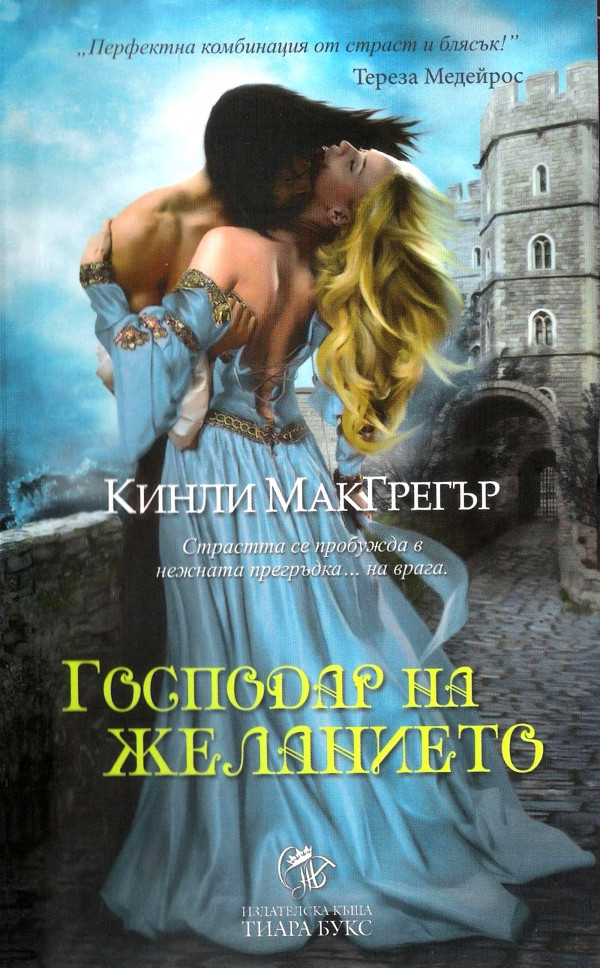 „Перфектна комбинация от страст и блясък!”
Тереза Медейрос
Кинли МакГрегър
Страстта се пробужда в
нежната прегръдка... на врага.
Господар на
желанието
ИЗДАТЕЛСКА КЪЩА
ТИАРА БУКС